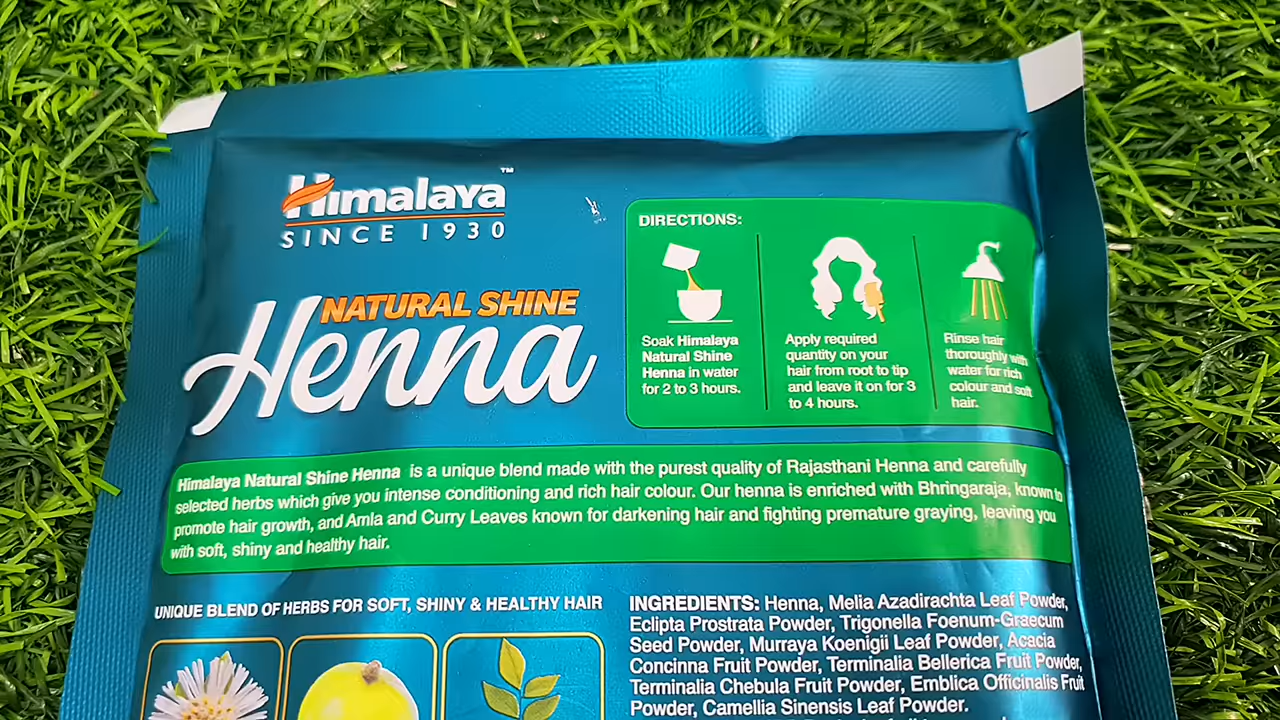 Himalaya™
SINCE 1930
NATURAL SHINE
Henna
DIRECTIONS:
Soak Himalaya
Natural Shine
Henna in water
for 2 to 3 hours.
Apply required
quantity on your
hair from root to tip
and leave it on for 3
to 4 hours.
Rinse hair
thoroughly with
water for rich
colour and soft
hair.
Himalaya Natural Shine Henna is a unique blend made with the purest quality of Rajasthani Henna and carefully
selected herbs which give you intense conditioning and rich hair colour. Our henna is enriched with Bhringaraja, known to
promote hair growth, and Amla and Curry Leaves known for darkening hair and fighting premature graying, leaving you
with soft, shiny and healthy hair.
UNIQUE BLEND OF HERBS FOR SOFT, SHINY & HEALTHY HAIR
INGREDIENTS: Henna, Melia Azadirachta Leaf Powder,
Eclipta Prostrata Powder, Trigonella Foenum-Graecum
Seed Powder, Murraya Koenigii Leaf Powder, Acacia
Concinna Fruit Powder, Terminalia Bellerica Fruit Powder,
Terminalia Chebula Fruit Powder, Emblica Officinalis Fruit
Powder, Camellia Sinensis Leaf Powder.